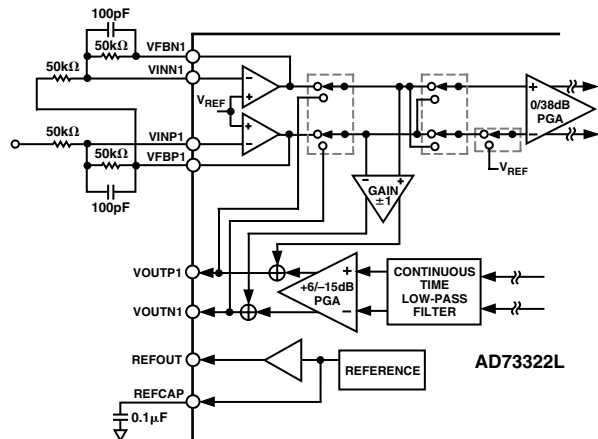 100pF
50kΩ
VFBN1
50kΩ
VINN1
VREF
50kΩ
VINP1
50kΩ
VFBP1
100pF
0/38dB
PGA
VREF
GAIN
±1
VOUTP1
+6/–15dB
PGA
CONTINUOUS
TIME
LOW-PASS
FILTER
VOUTN1
REFOUT
REFERENCE
AD73322L
REFCAP
0.1μF